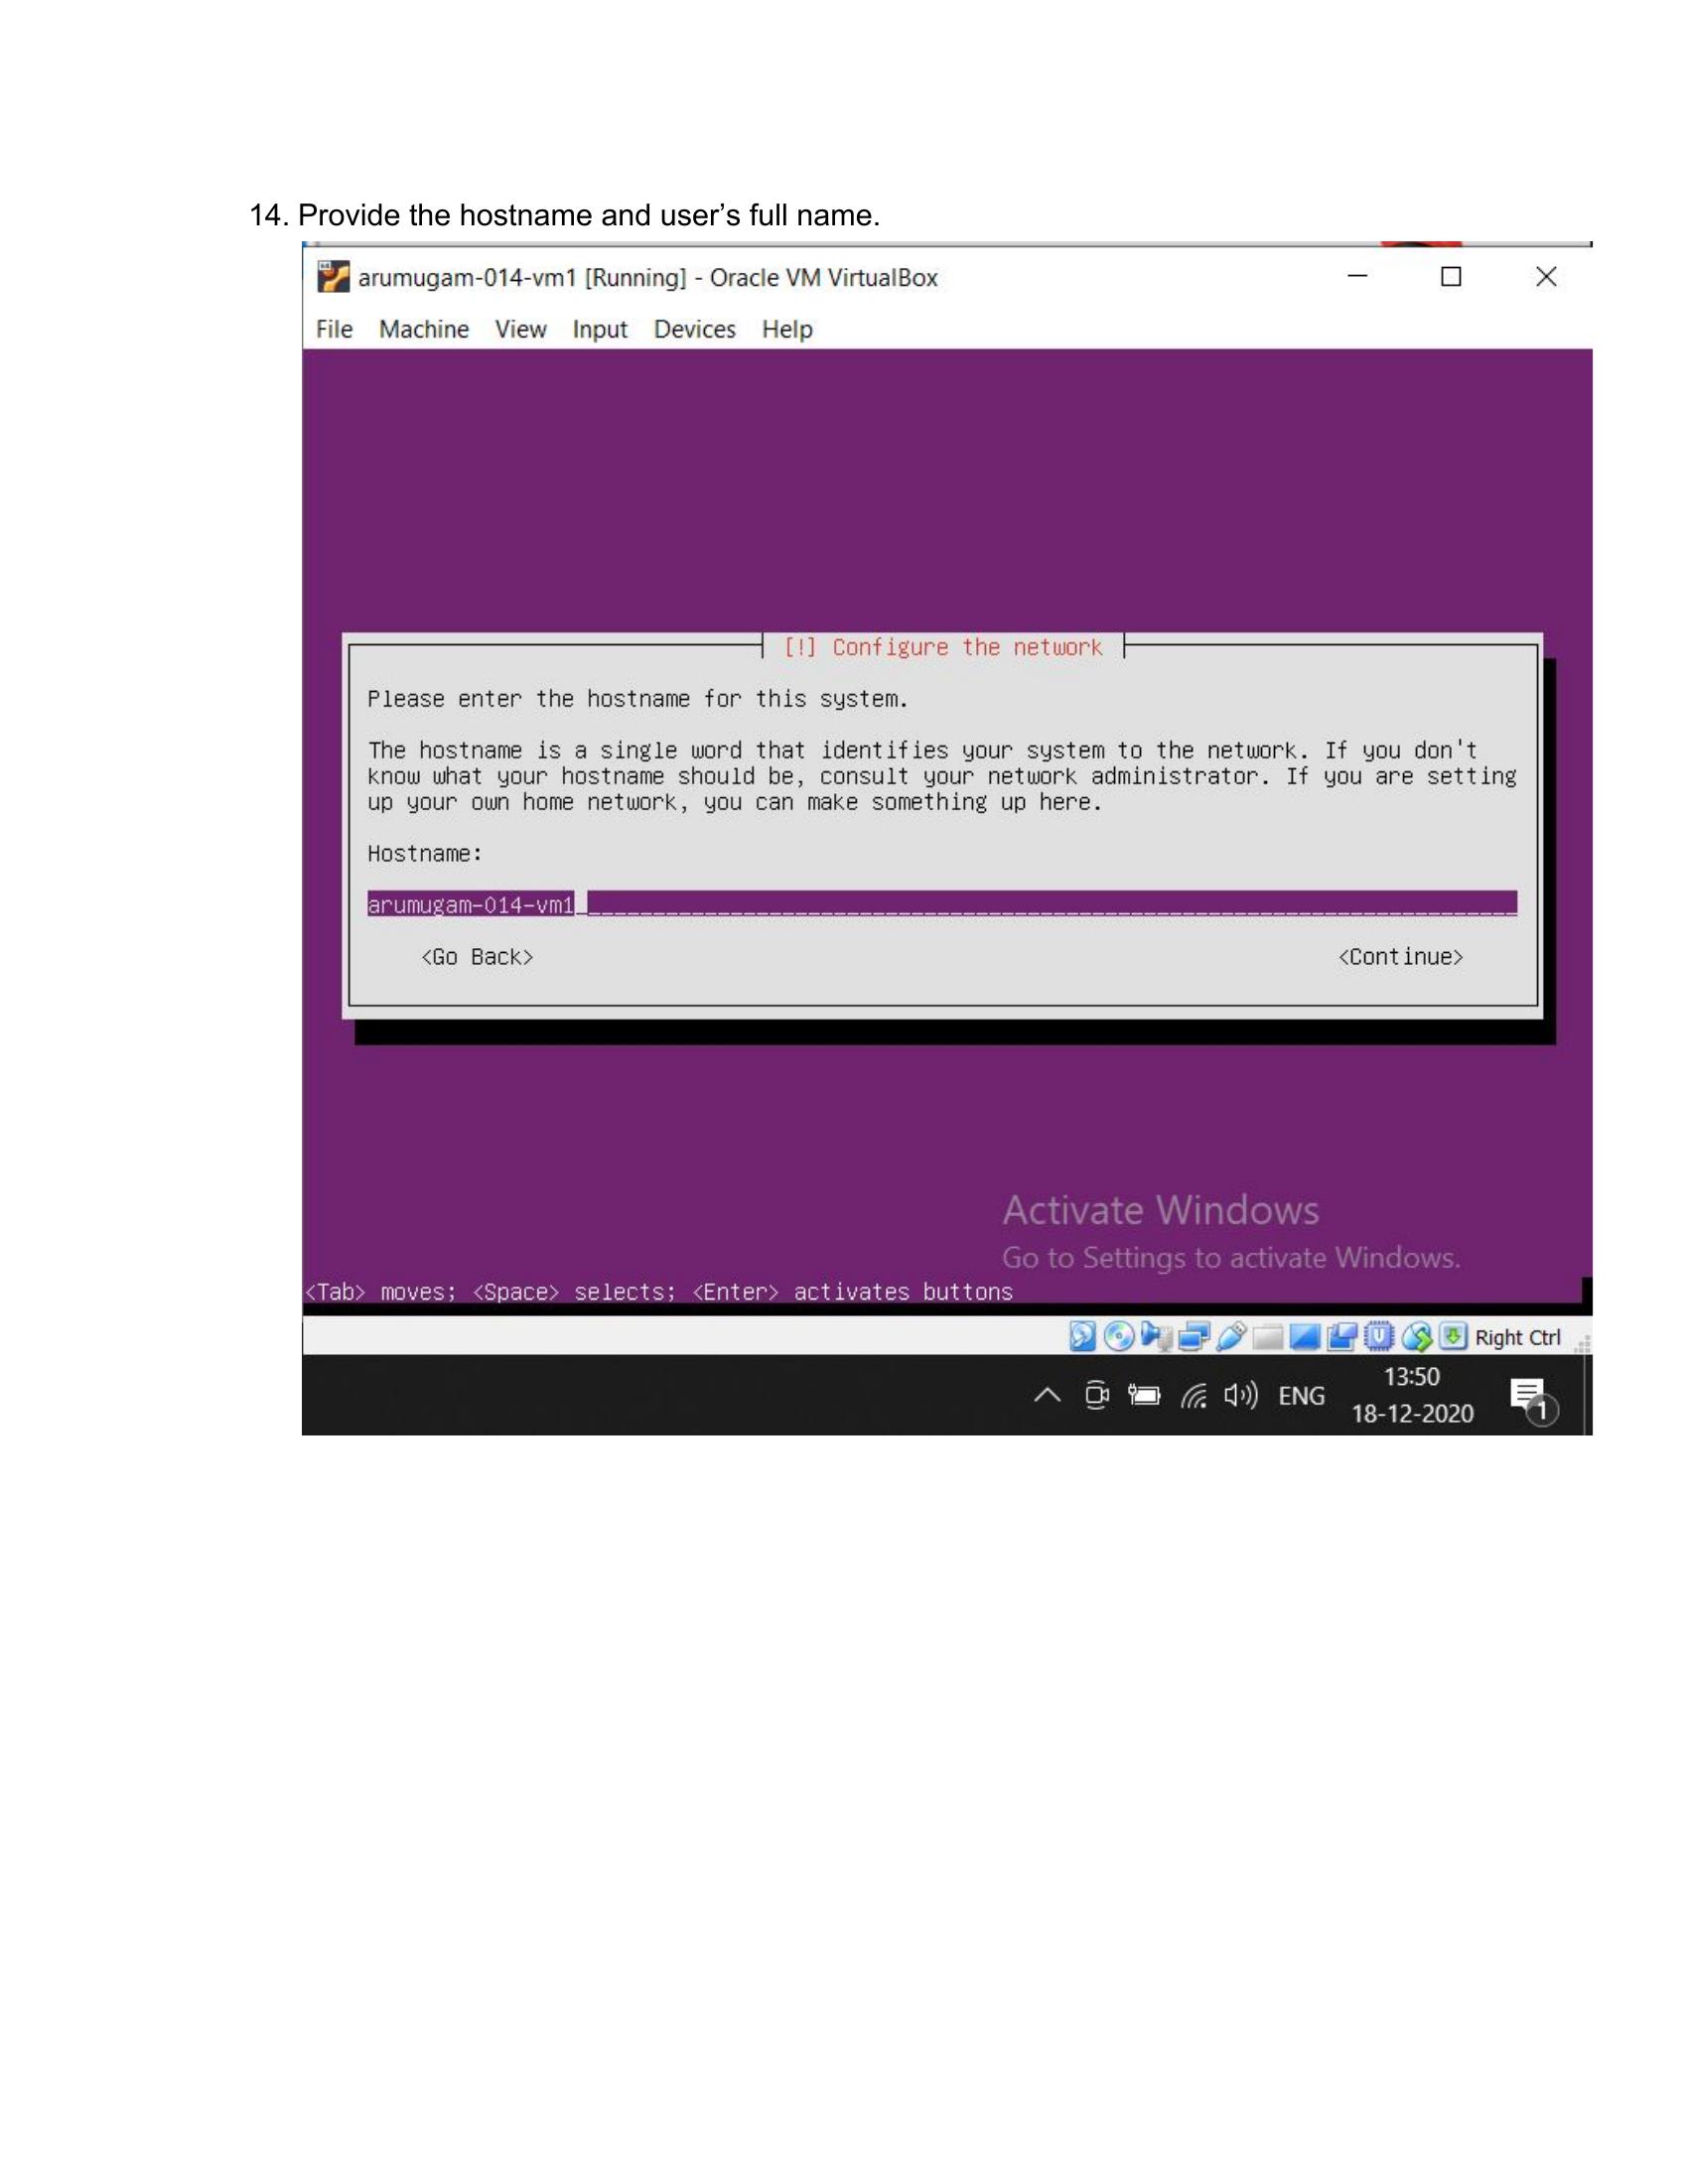 14. Provide the hostname and user’s full name.
arumugam-014-vm1 [Running] - Oracle VM VirtualBox
File Machine View Input Devices Help
[!] Configure the network
Please enter the hostname for this system.
The hostname is a single word that identifies your system to the network. If you don't
know what your hostname should be, consult your network administrator. If you are setting
up your own home network, you can make something up here.
Hostname:
arumugam-014-vm1
<Go Back> <Continue>
Activate Windows
Go to Settings to activate Windows.
<Tab> moves; <Space> selects; <Enter> activates buttons
Right Ctrl
13:50
ENG
18-12-2020
1